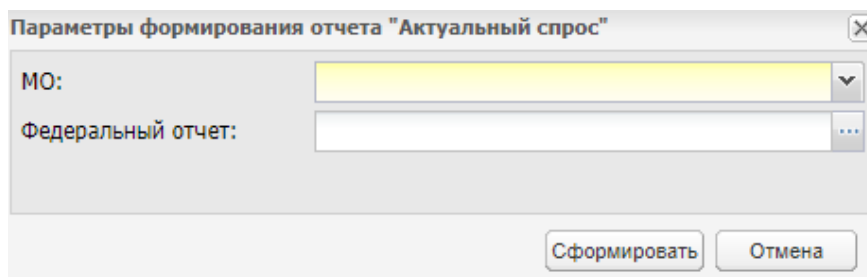 Параметры формирования отчета "Актуальный спрос"
МО:
Федеральный отчет:
...
Сформировать Отмена